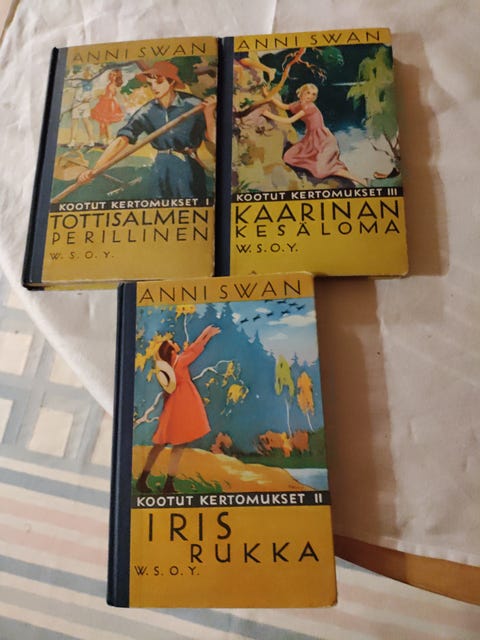 ANNI SWAN
KOOTUT KERTOMUKSET I
TOTTISALMEN
PERILLINEN
W.S.O.Y.
ANNI SWAN
KOOTUT KERTOMUKSET III
KAARINAN
KESÄLOMA
W.S.O.Y.
ANNI SWAN
KOOTUT KERTOMUKSET II
IRIS
RUKKA
W.S.O.Y.